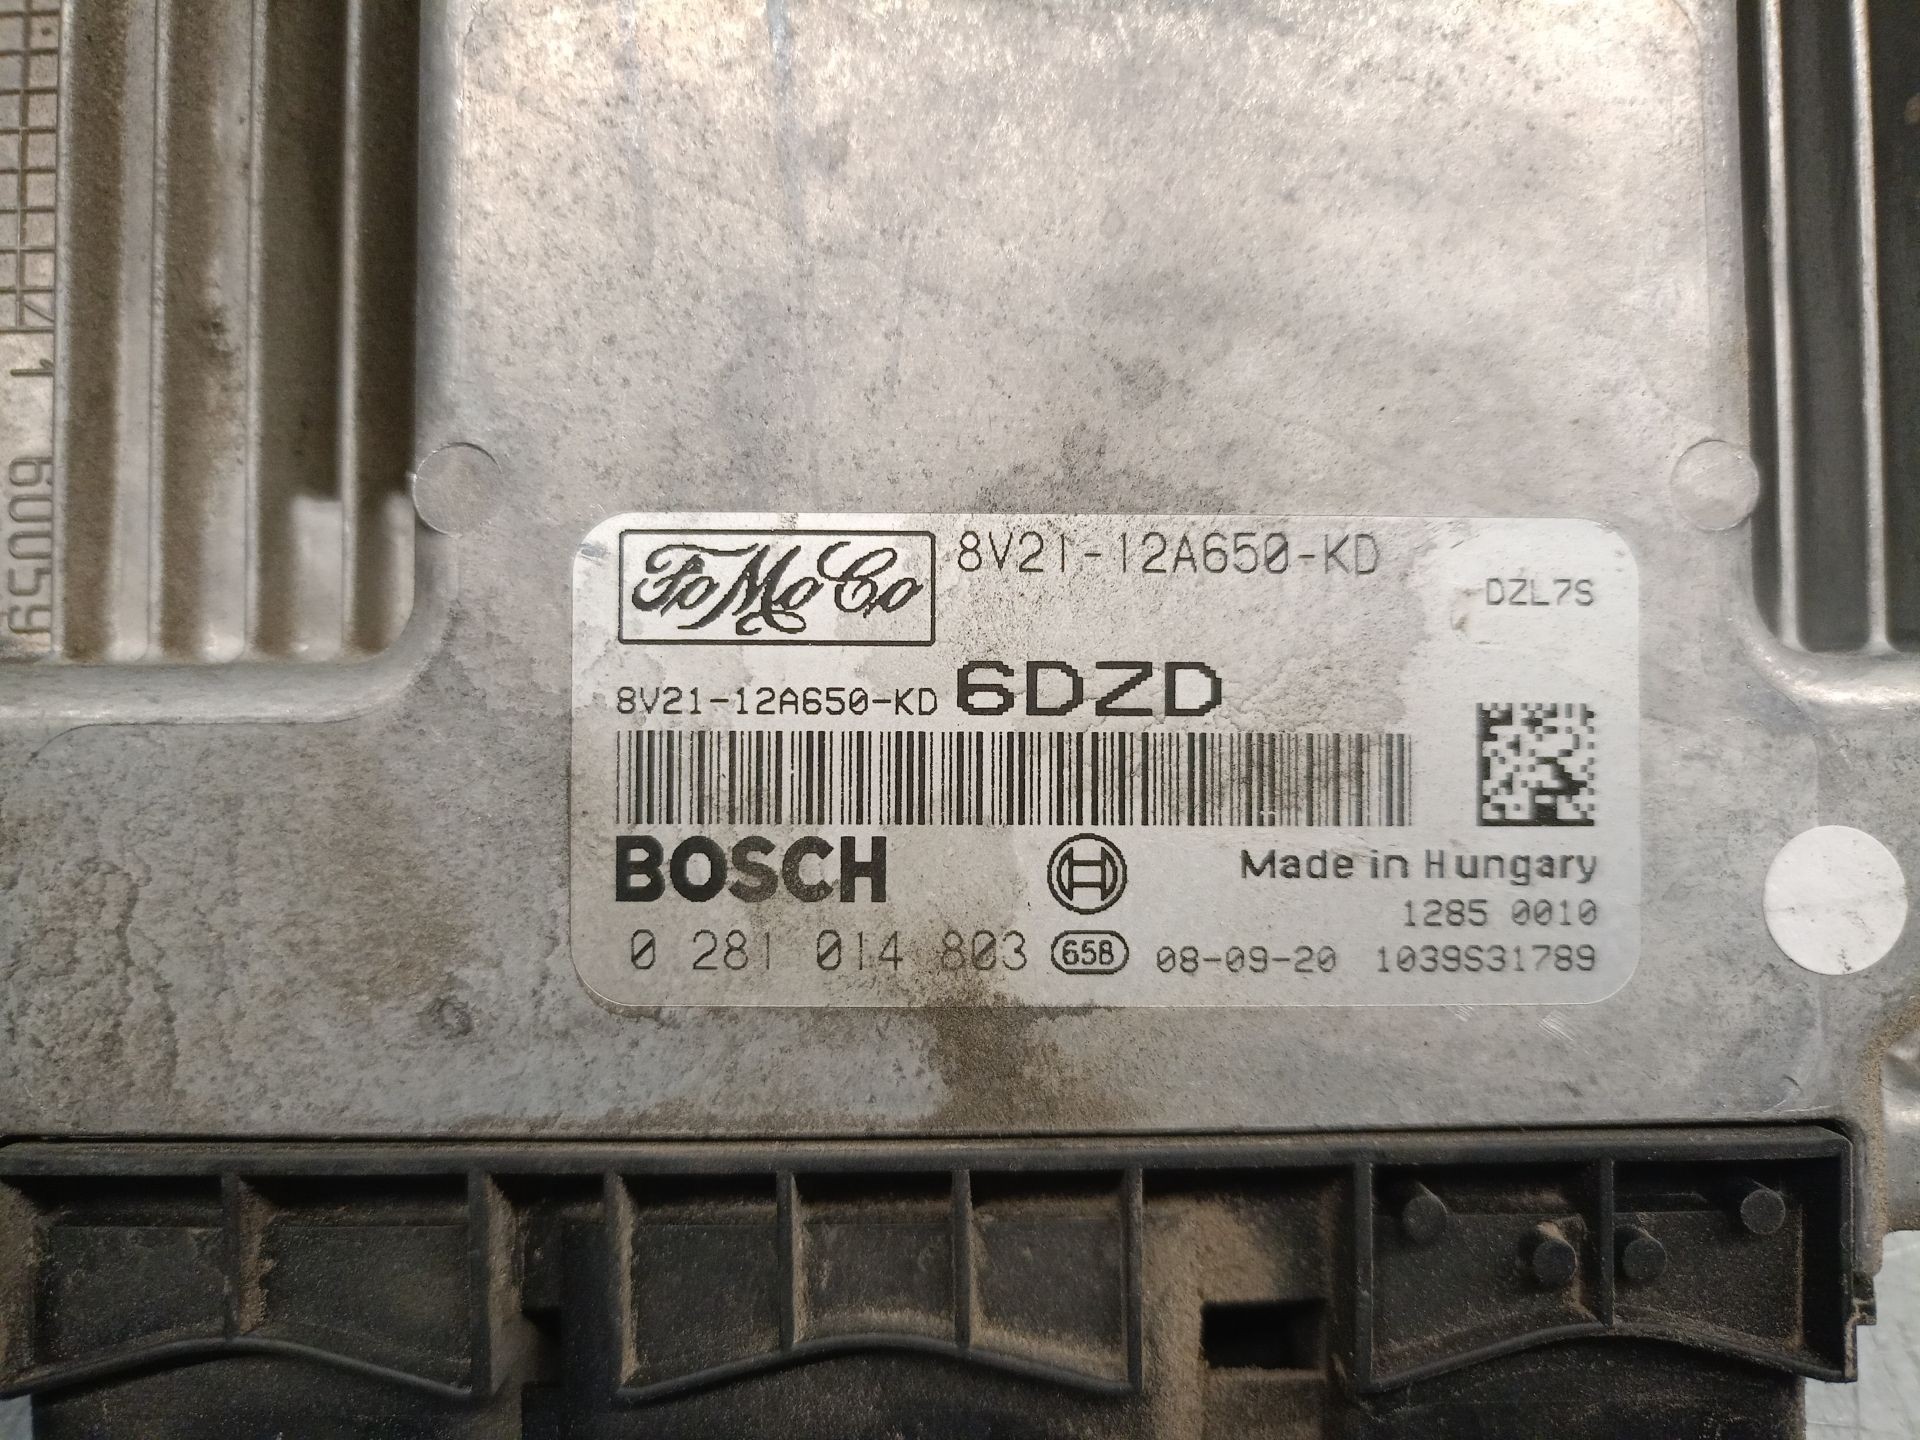 FoMoCo
8V21-12A650-KD
DZL7S
8V21-12A650-KD 6DZD
BOSCH
Made in Hungary
1285 0010
0 281 014 803 65B 08-09-20 1039S31789